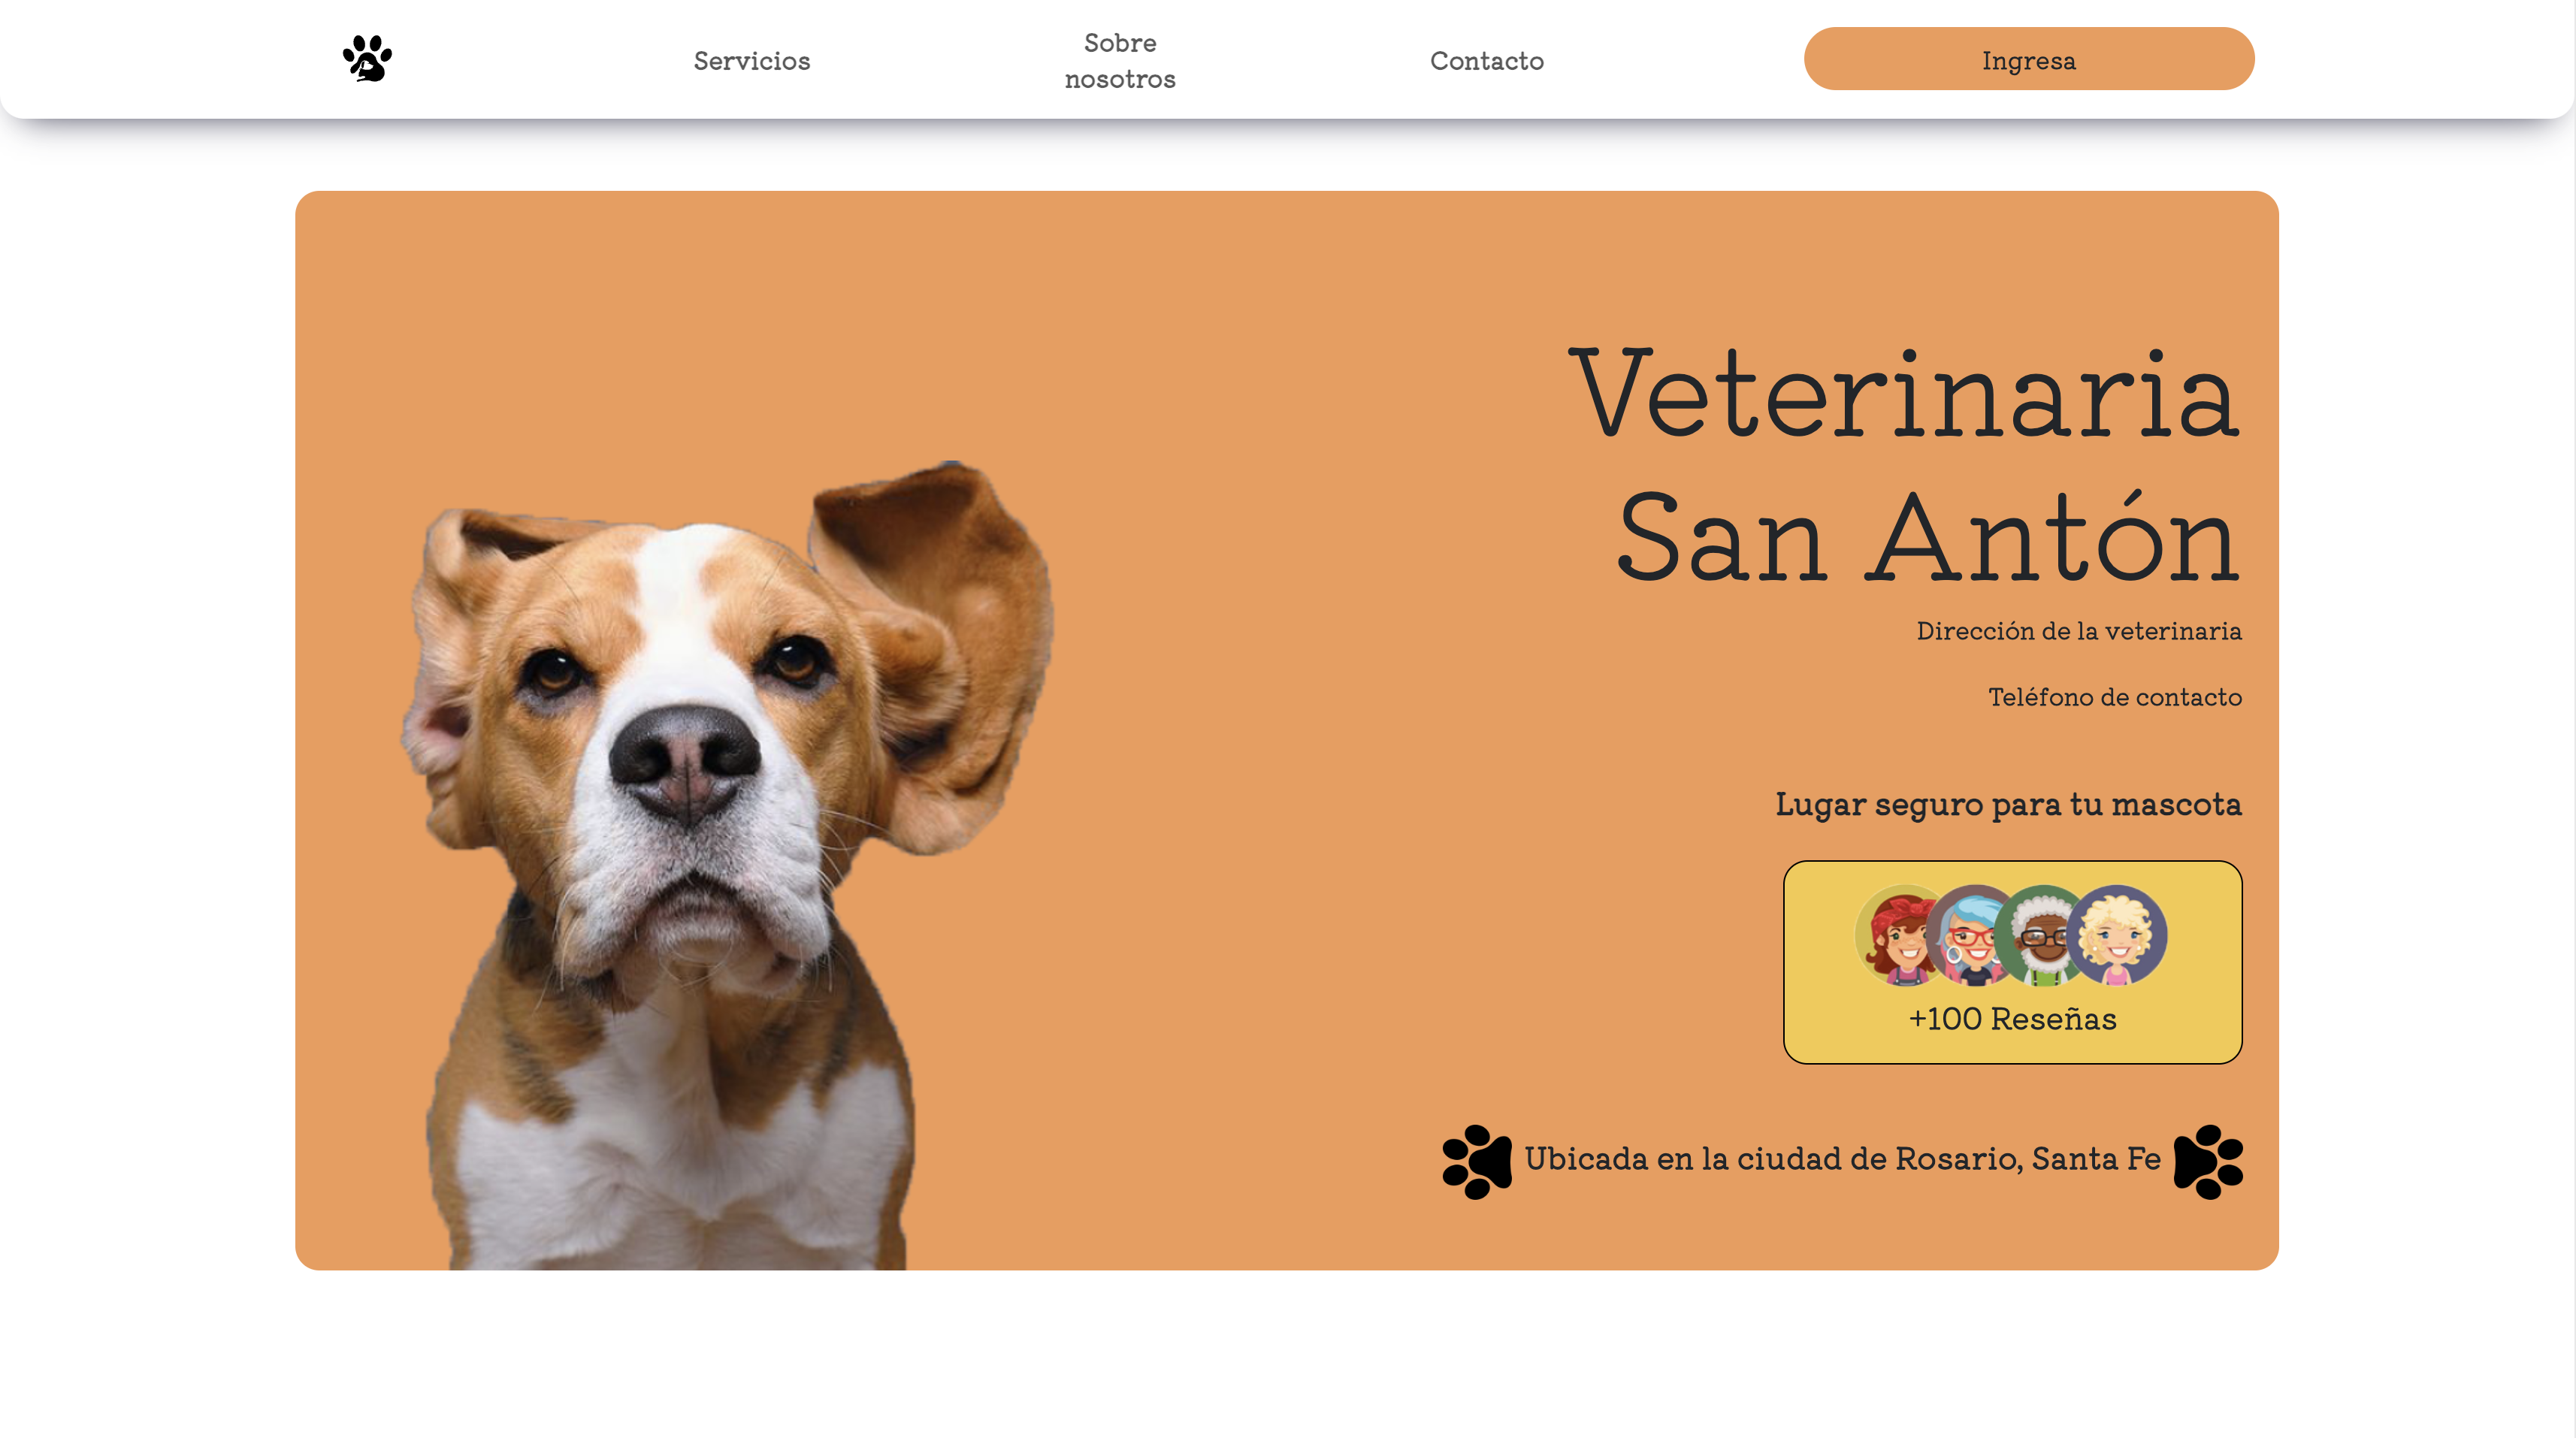 Servicios
Sobre
nosotros
Contacto
Ingresa
Veterinaria
San Antón
Dirección de la veterinaria
Teléfono de contacto
Lugar seguro para tu mascota
+100 Reseñas
Ubicada en la ciudad de Rosario, Santa Fe